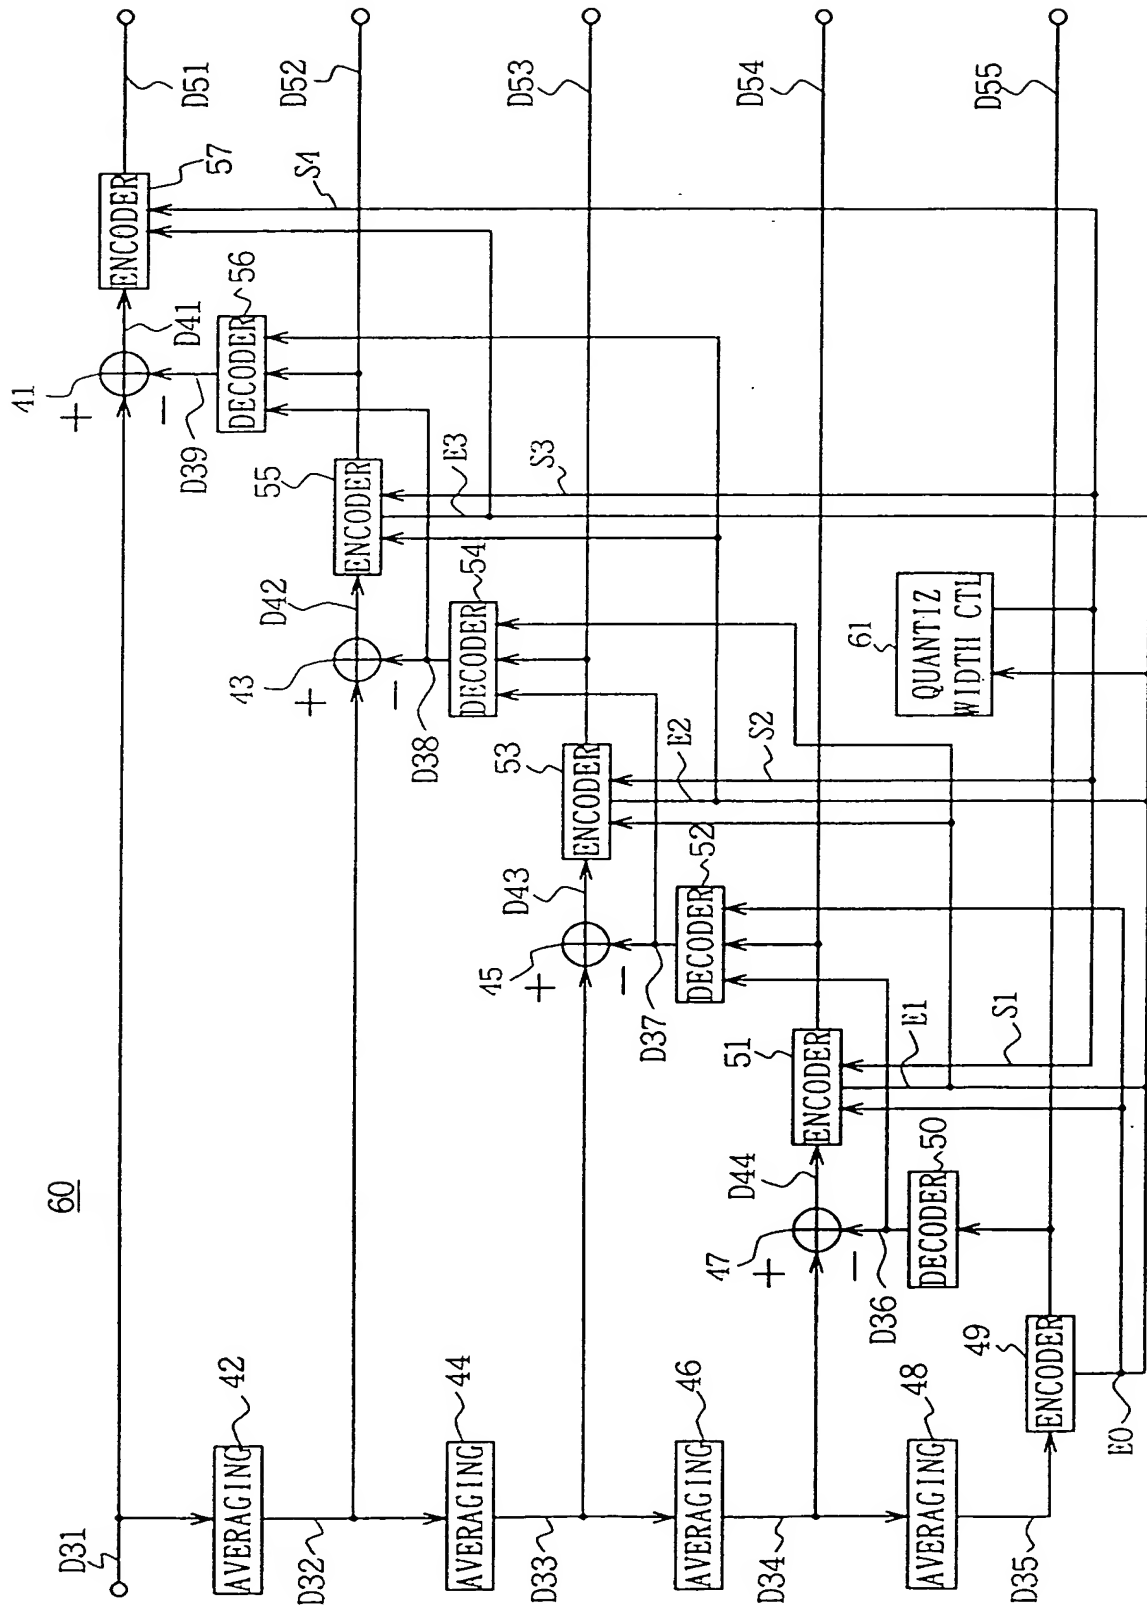 60
D31
AVERAGING
42
D32
AVERAGING
44
D33
AVERAGING
46
D34
AVERAGING
48
D35
ENCODER
49
E0
41
+
−
D39
D41
ENCODER
57
D51
DECODER
56
S4
43
+
−
D38
D42
ENCODER
55
D52
E3
S3
DECODER
54
45
+
−
D37
D43
ENCODER
53
D53
E2
S2
DECODER
52
47
+
−
D36
D44
ENCODER
51
D54
E1
S1
DECODER
50
D55
61
QUANTIZ
WIDTH CTL